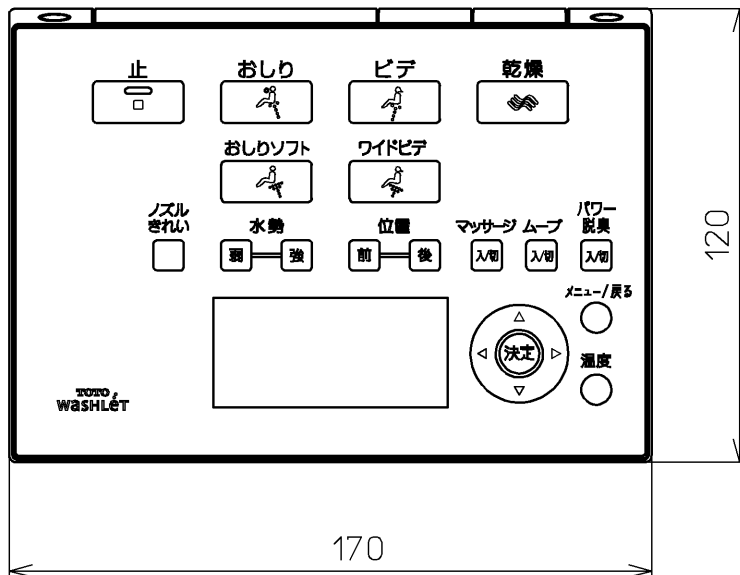 止 おしり ビデ 乾燥
おしりソフト ワイドビデ
ノズル
きれい
水勢 位置 マッサージ ムーブ
パワー
脱臭
弱 強 前 後 入/切 入/切 入/切
メニュー/戻る
決定 温度
TOTO
WASHLET
120
170